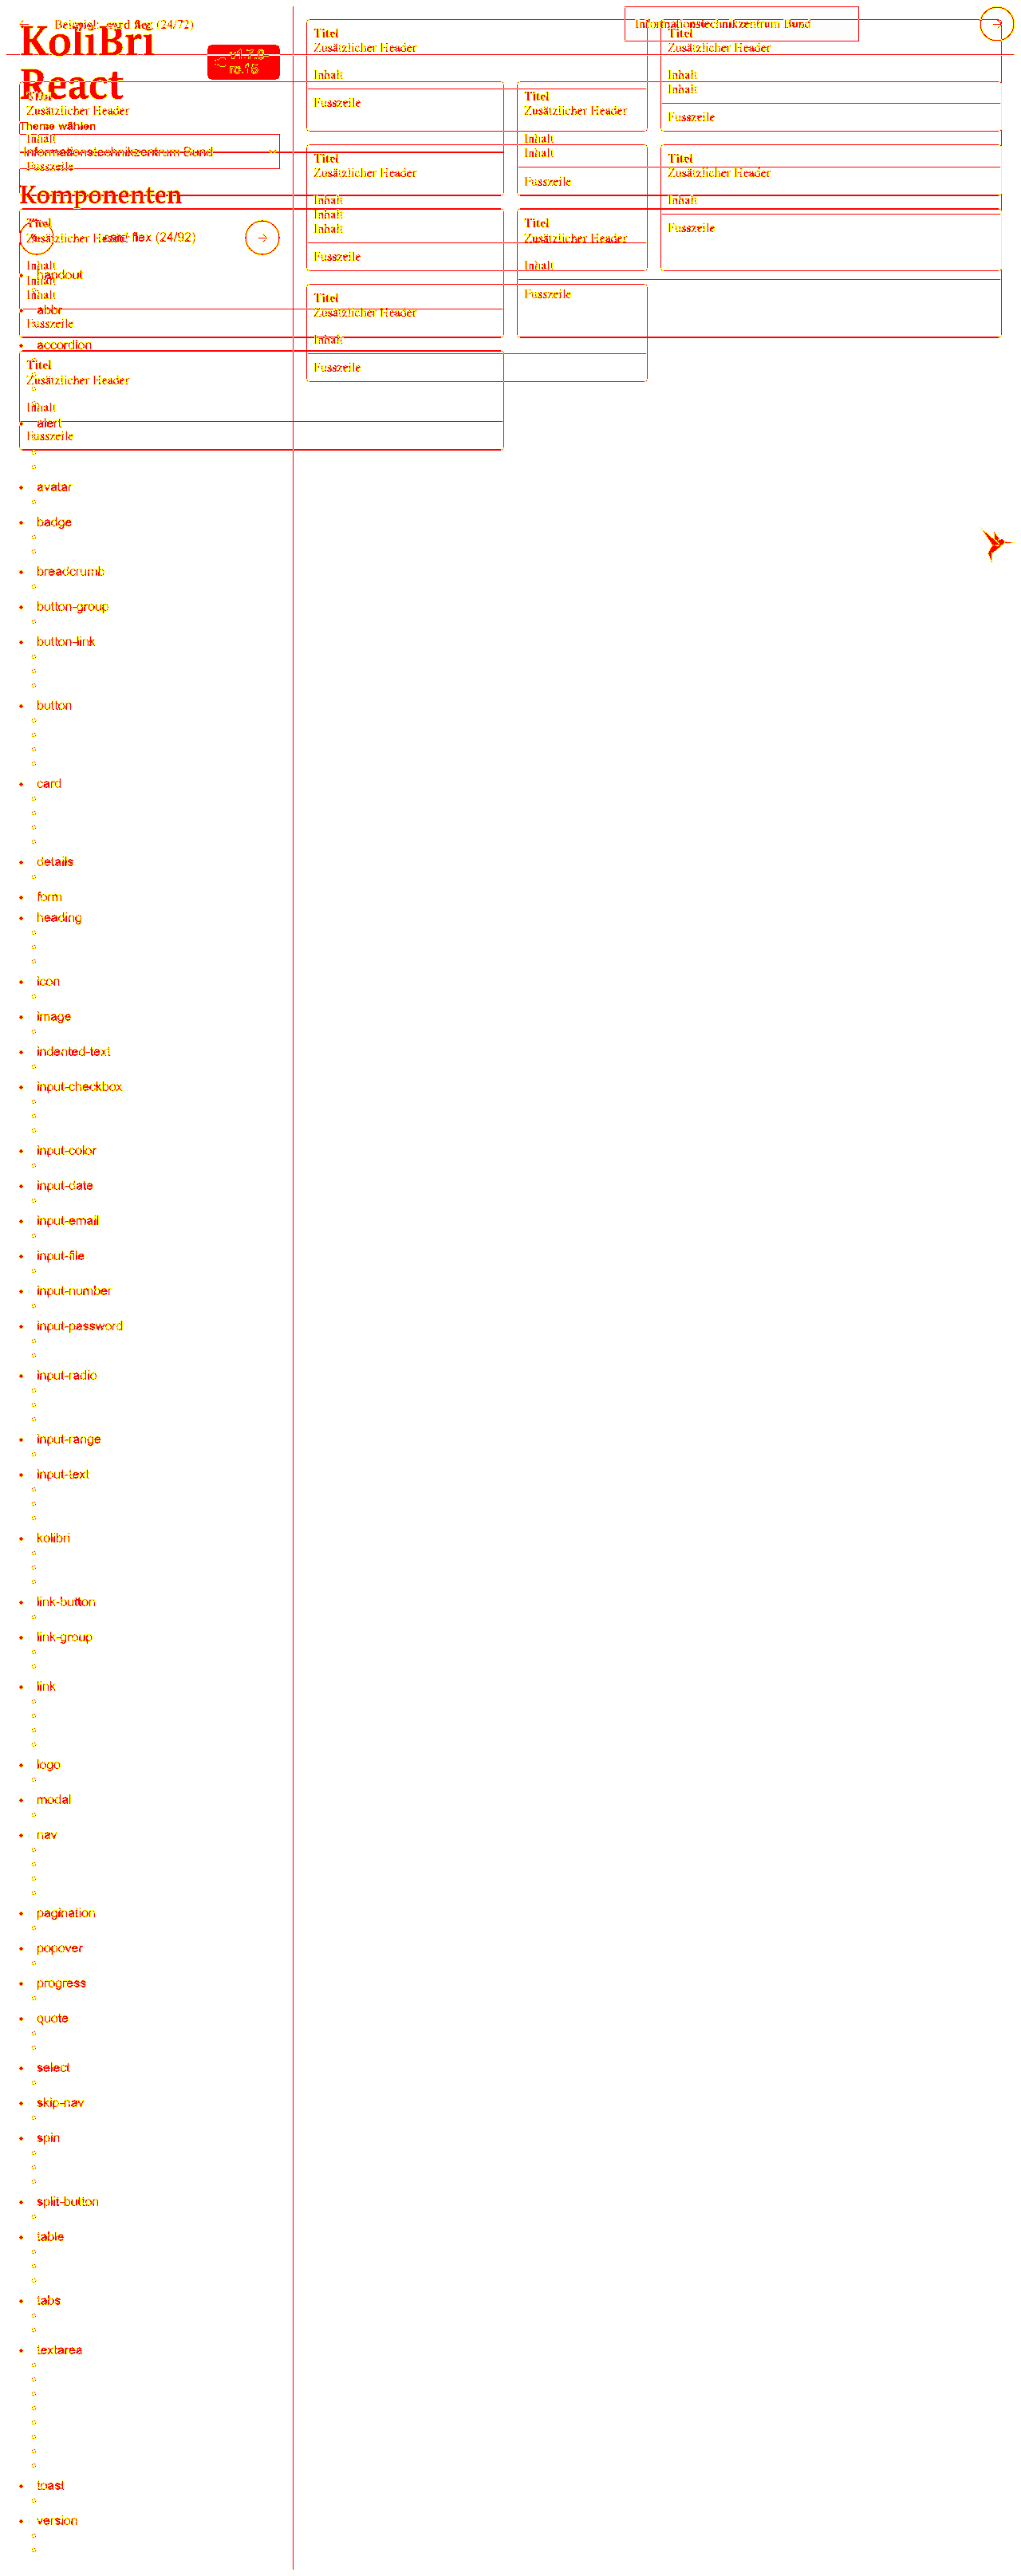 Beispiel: card flex (24/72)
Informationstechnikzentrum Bund
KoliBri
React
v1.7.0-
rc.16
Titel
Zusätzlicher Header
Inhalt
Fusszeile
Titel
Zusätzlicher Header
Inhalt
Inhalt
Fusszeile
Titel
Zusätzlicher Header
Inhalt
Fusszeile
Titel
Zusätzlicher Header
Inhalt
Inhalt
Fusszeile
Theme wählen
Informationstechnikzentrum Bund
Titel
Zusätzlicher Header
Inhalt
Inhalt
Inhalt
Fusszeile
Titel
Zusätzlicher Header
Inhalt
Fusszeile
Komponenten
card flex (24/92)
Titel
Zusätzlicher Header
Inhalt
Inhalt
Inhalt
Fusszeile
Titel
Zusätzlicher Header
Inhalt
Fusszeile
Titel
Zusätzlicher Header
Inhalt
Fusszeile
Titel
Zusätzlicher Header
Inhalt
Fusszeile
handout
abbr
accordion
alert
avatar
badge
breadcrumb
button-group
button-link
button
card
details
form
heading
icon
image
indented-text
input-checkbox
input-color
input-date
input-email
input-file
input-number
input-password
input-radio
input-range
input-text
kolibri
link-button
link-group
link
logo
modal
nav
pagination
popover
progress
quote
select
skip-nav
spin
split-button
table
tabs
textarea
toast
version